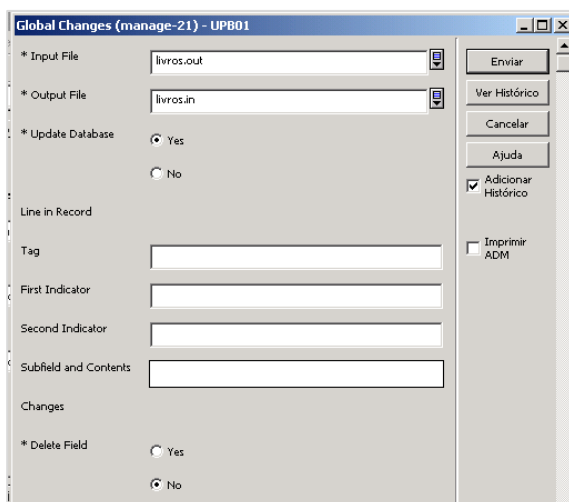 Global Changes (manage-21) - UPB01
* Input File
livros.out
Enviar
* Output File
livros.in
Ver Histórico
* Update Database
Yes
Cancelar
No
Ajuda
Adicionar
Histórico
Line in Record
Tag
Imprimir
ADM
First Indicator
Second Indicator
Subfield and Contents
Changes
* Delete Field
Yes
No